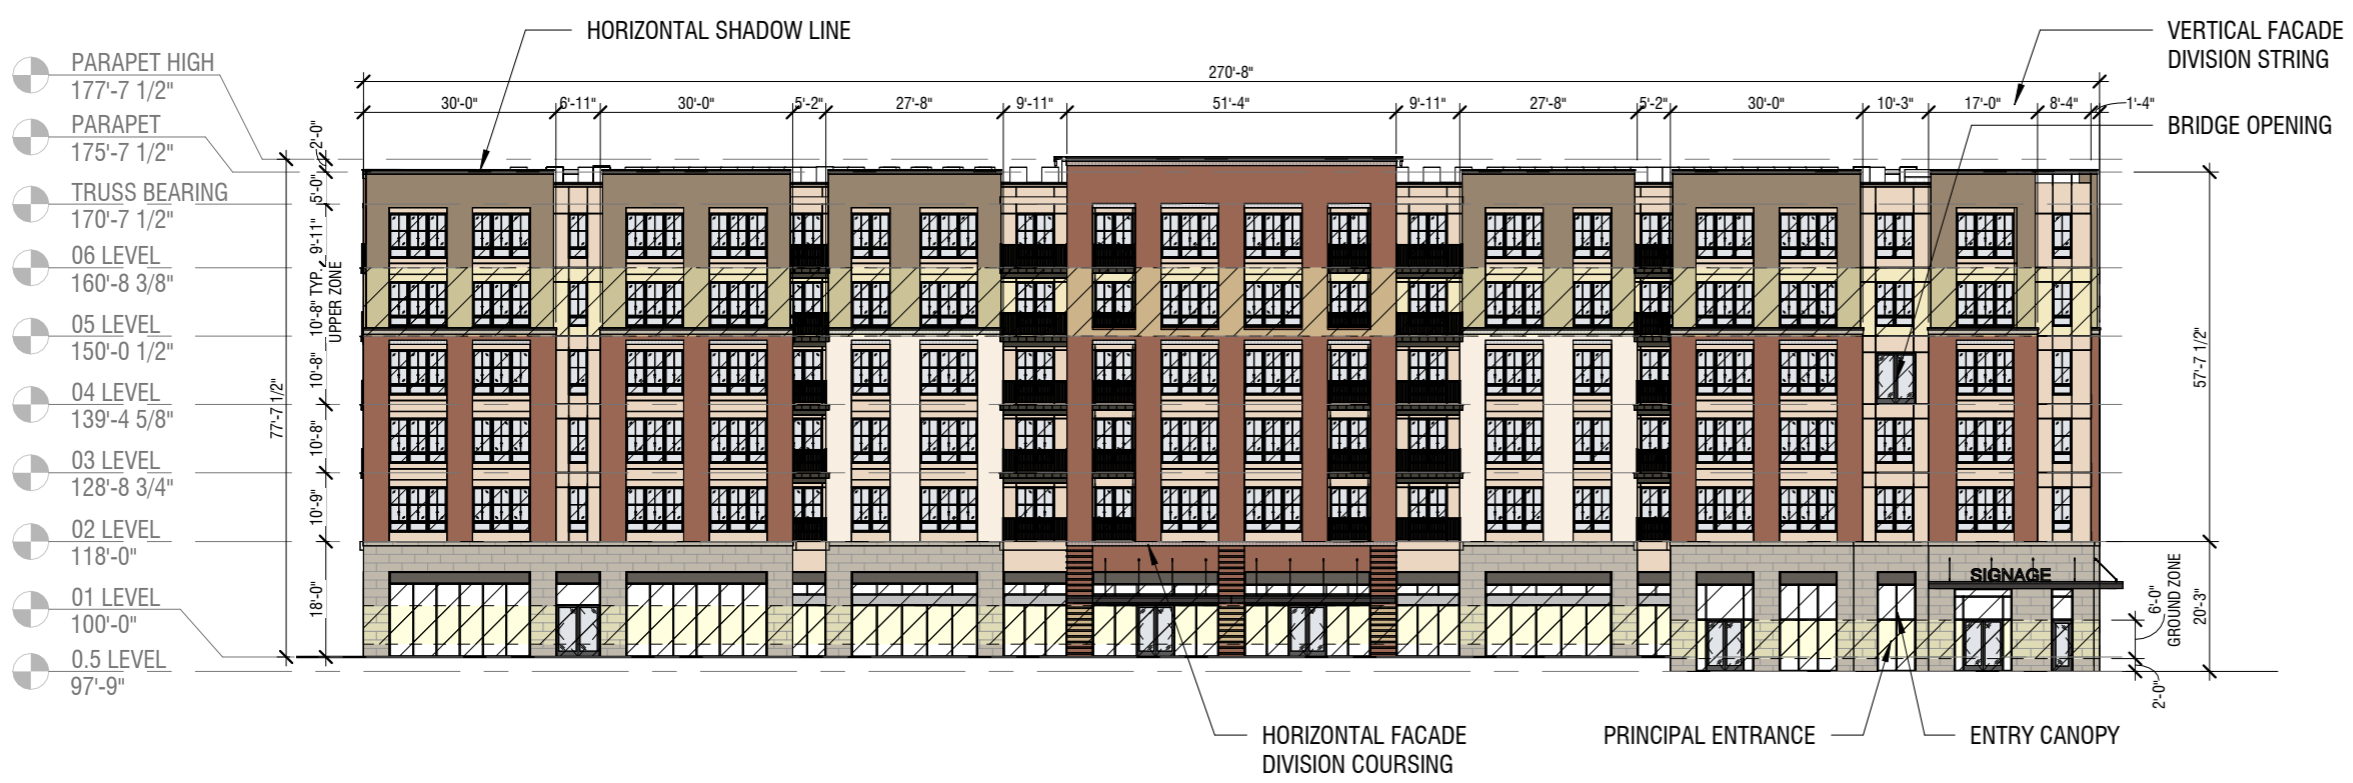 HORIZONTAL SHADOW LINE
VERTICAL FACADE
DIVISION STRING
PARAPET HIGH
177'-7 1/2"
270'-8"
30'-0"
6'-11"
30'-0"
5'-2"
27'-8"
9'-11"
51'-4"
9'-11"
27'-8"
5'-2"
30'-0"
10'-3"
17'-0"
8'-4"
1'-4"
BRIDGE OPENING
PARAPET
175'-7 1/2"
2'-0"
TRUSS BEARING
170'-7 1/2"
5'-0"
06 LEVEL
160'-8 3/8"
9'-11"
05 LEVEL
150'-0 1/2"
10'-8" TYP.
UPPER ZONE
04 LEVEL
139'-4 5/8"
10'-8"
77'-7 1/2"
57'-7 1/2"
03 LEVEL
128'-8 3/4"
10'-8"
02 LEVEL
118'-0"
10'-9"
01 LEVEL
100'-0"
18'-0"
SIGNAGE
6'-0"
GROUND ZONE
20'-3"
0.5 LEVEL
97'-9"
2'-0"
HORIZONTAL FACADE
DIVISION COURSING
PRINCIPAL ENTRANCE
ENTRY CANOPY